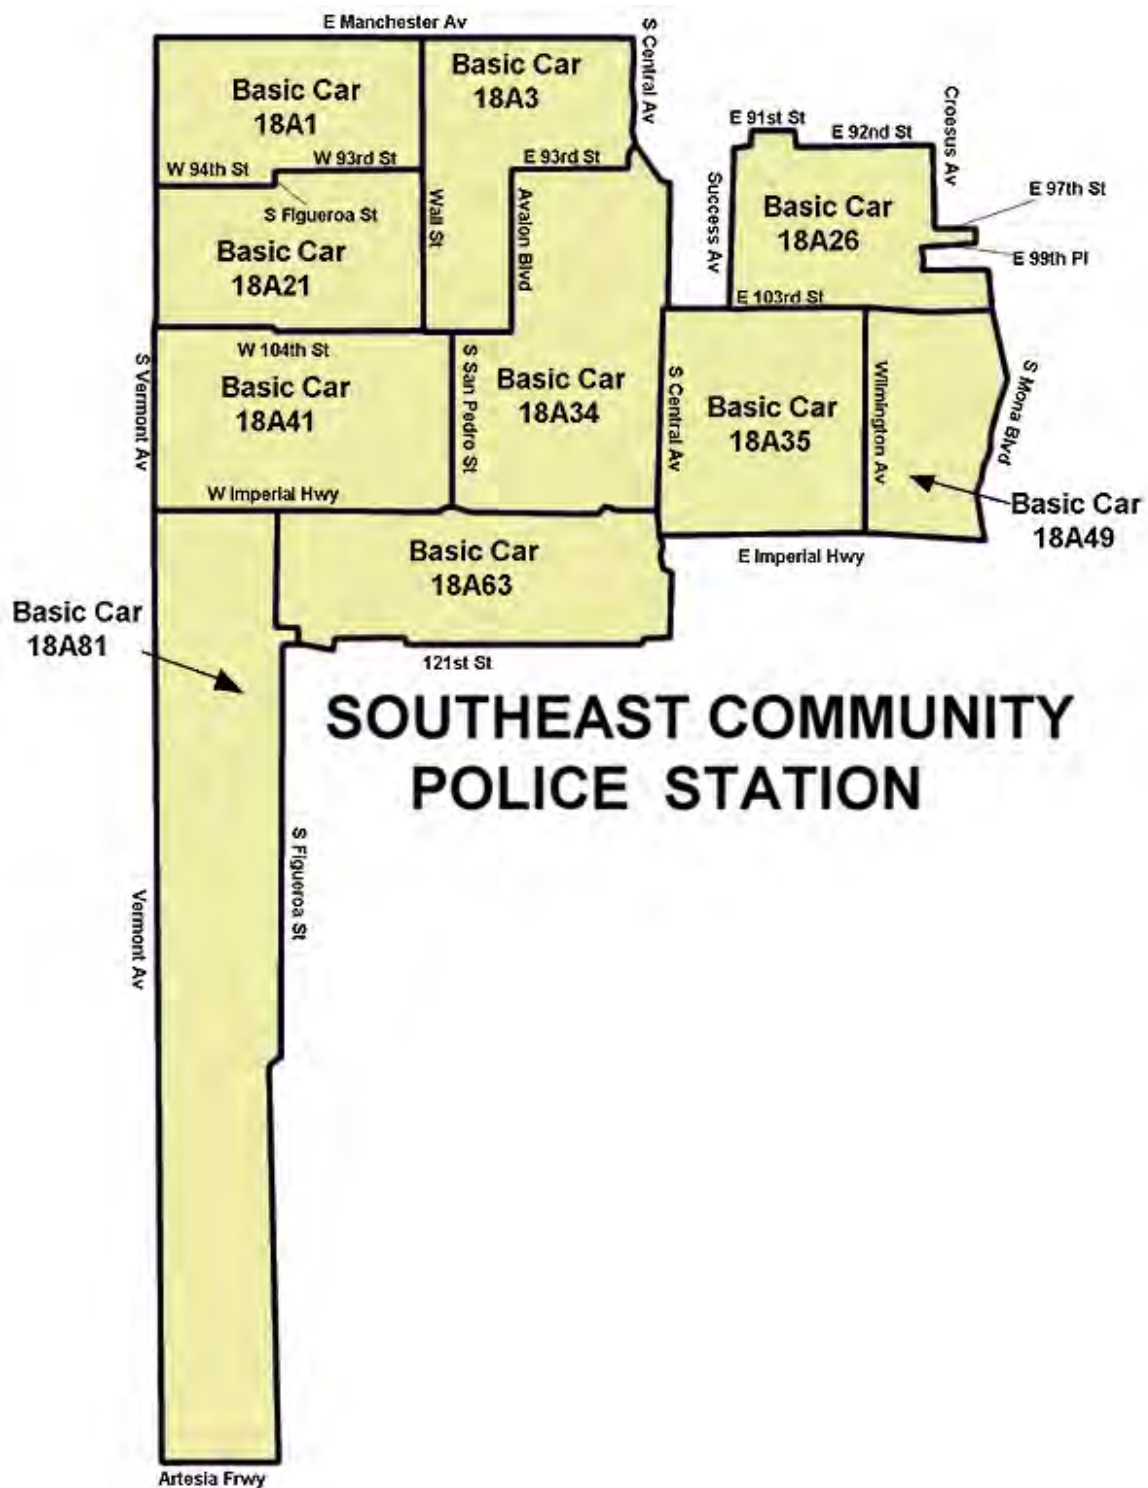 E Manchester Av
S Central Av
Basic Car
18A1
Basic Car
18A3
E 91st St
E 92nd St
Croesus Av
W 94th St
W 93rd St
E 93rd St
S Figueroa St
Wall St
Avalon Blvd
Success Av
E 97th St
Basic Car
18A26
E 99th Pl
Basic Car
18A21
E 103rd St
W 104th St
S Vermont Av
Basic Car
18A41
S San Pedro St
Basic Car
18A34
S Central Av
Basic Car
18A35
Wilmington Av
S Mona Blvd
W Imperial Hwy
Basic Car
18A49
Basic Car
18A63
E Imperial Hwy
Basic Car
18A81
121st St
SOUTHEAST COMMUNITY
POLICE STATION
S Figueroa St
Vermont Av
Artesia Frwy